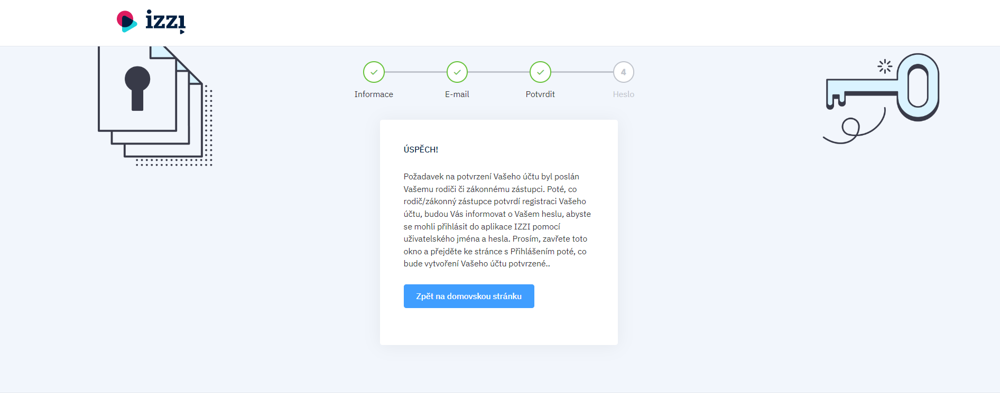 izzi
4
Informace
E-mail
Potvrdit
Heslo
ÚSPĚCH!
Požadavek na potvrzení Vašeho účtu byl poslán
Vašemu rodiči či zákonnému zástupci. Poté, co
rodič/zákonný zástupce potvrdí registraci Vašeho
účtu, budou Vás informovat o Vašem heslu, abyste
se mohli přihlásit do aplikace IZZI pomocí
uživatelského jména a hesla. Prosím, zavřete toto
okno a přejděte ke stránce s Přihlášením poté, co
bude vytvoření Vašeho účtu potvrzené..
Zpět na domovskou stránku